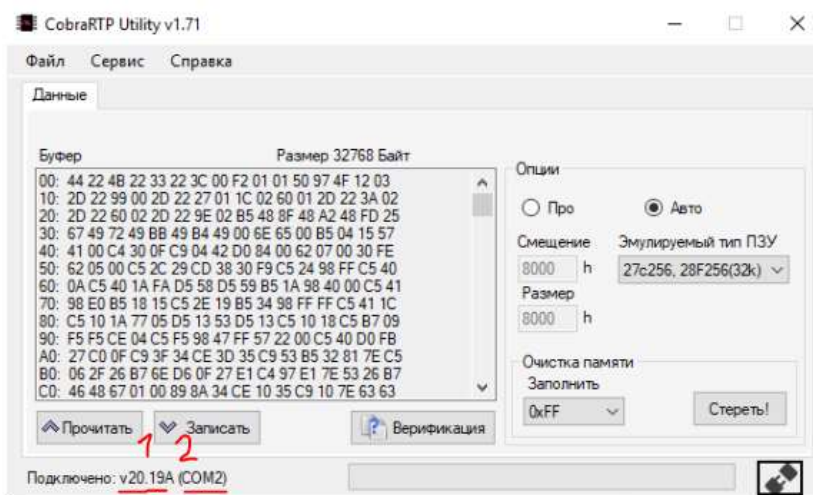 CobraRTP Utility v1.71
Файл Сервис Справка
Данные
Буфер Размер 32768 Байт
00: 44 22 4B 22 33 22 3C 00 F2 01 01 50 97 4F 12 03
10: 2D 22 99 00 2D 22 27 01 1C 02 60 01 2D 22 3A 02
20: 2D 22 60 02 2D 22 9E 02 B5 48 8F 48 A2 48 FD 25
30: 67 49 72 49 BB 49 B4 49 00 6E 65 00 B5 04 15 57
40: 41 00 C4 30 0F C9 04 42 D0 84 00 62 07 00 30 FE
50: 62 05 00 C5 2C 29 CD 38 30 F9 C5 24 98 FF C5 40
60: 0A C5 40 1A FA D5 58 D5 59 B5 1A 98 40 00 C5 41
70: 98 E0 B5 18 15 C5 2E 19 B5 34 98 FF FF C5 41 1C
80: C5 10 1A 77 05 D5 13 53 D5 13 C5 10 18 C5 B7 09
90: F5 F5 CE 04 C5 F5 98 47 FF 57 22 00 C5 40 D0 FB
A0: 27 C0 0F C9 3F 34 CE 3D 35 C9 53 B5 32 81 7E C5
B0: 06 2F 26 B7 6E D6 0F 27 E1 C4 97 E1 7E 53 26 B7
C0: 46 48 67 01 00 89 8A 34 CE 10 35 C9 10 7E 63 63
Опции
Про Авто
Смещение Эмулируемый тип ПЗУ
8000 h 27c256, 28F256(32k)
Размер
8000 h
Очистка памяти
Заполнить
0xFF Стереть!
Прочитать Записать Верификация
1 2
Подключено: v20.19A (COM2)